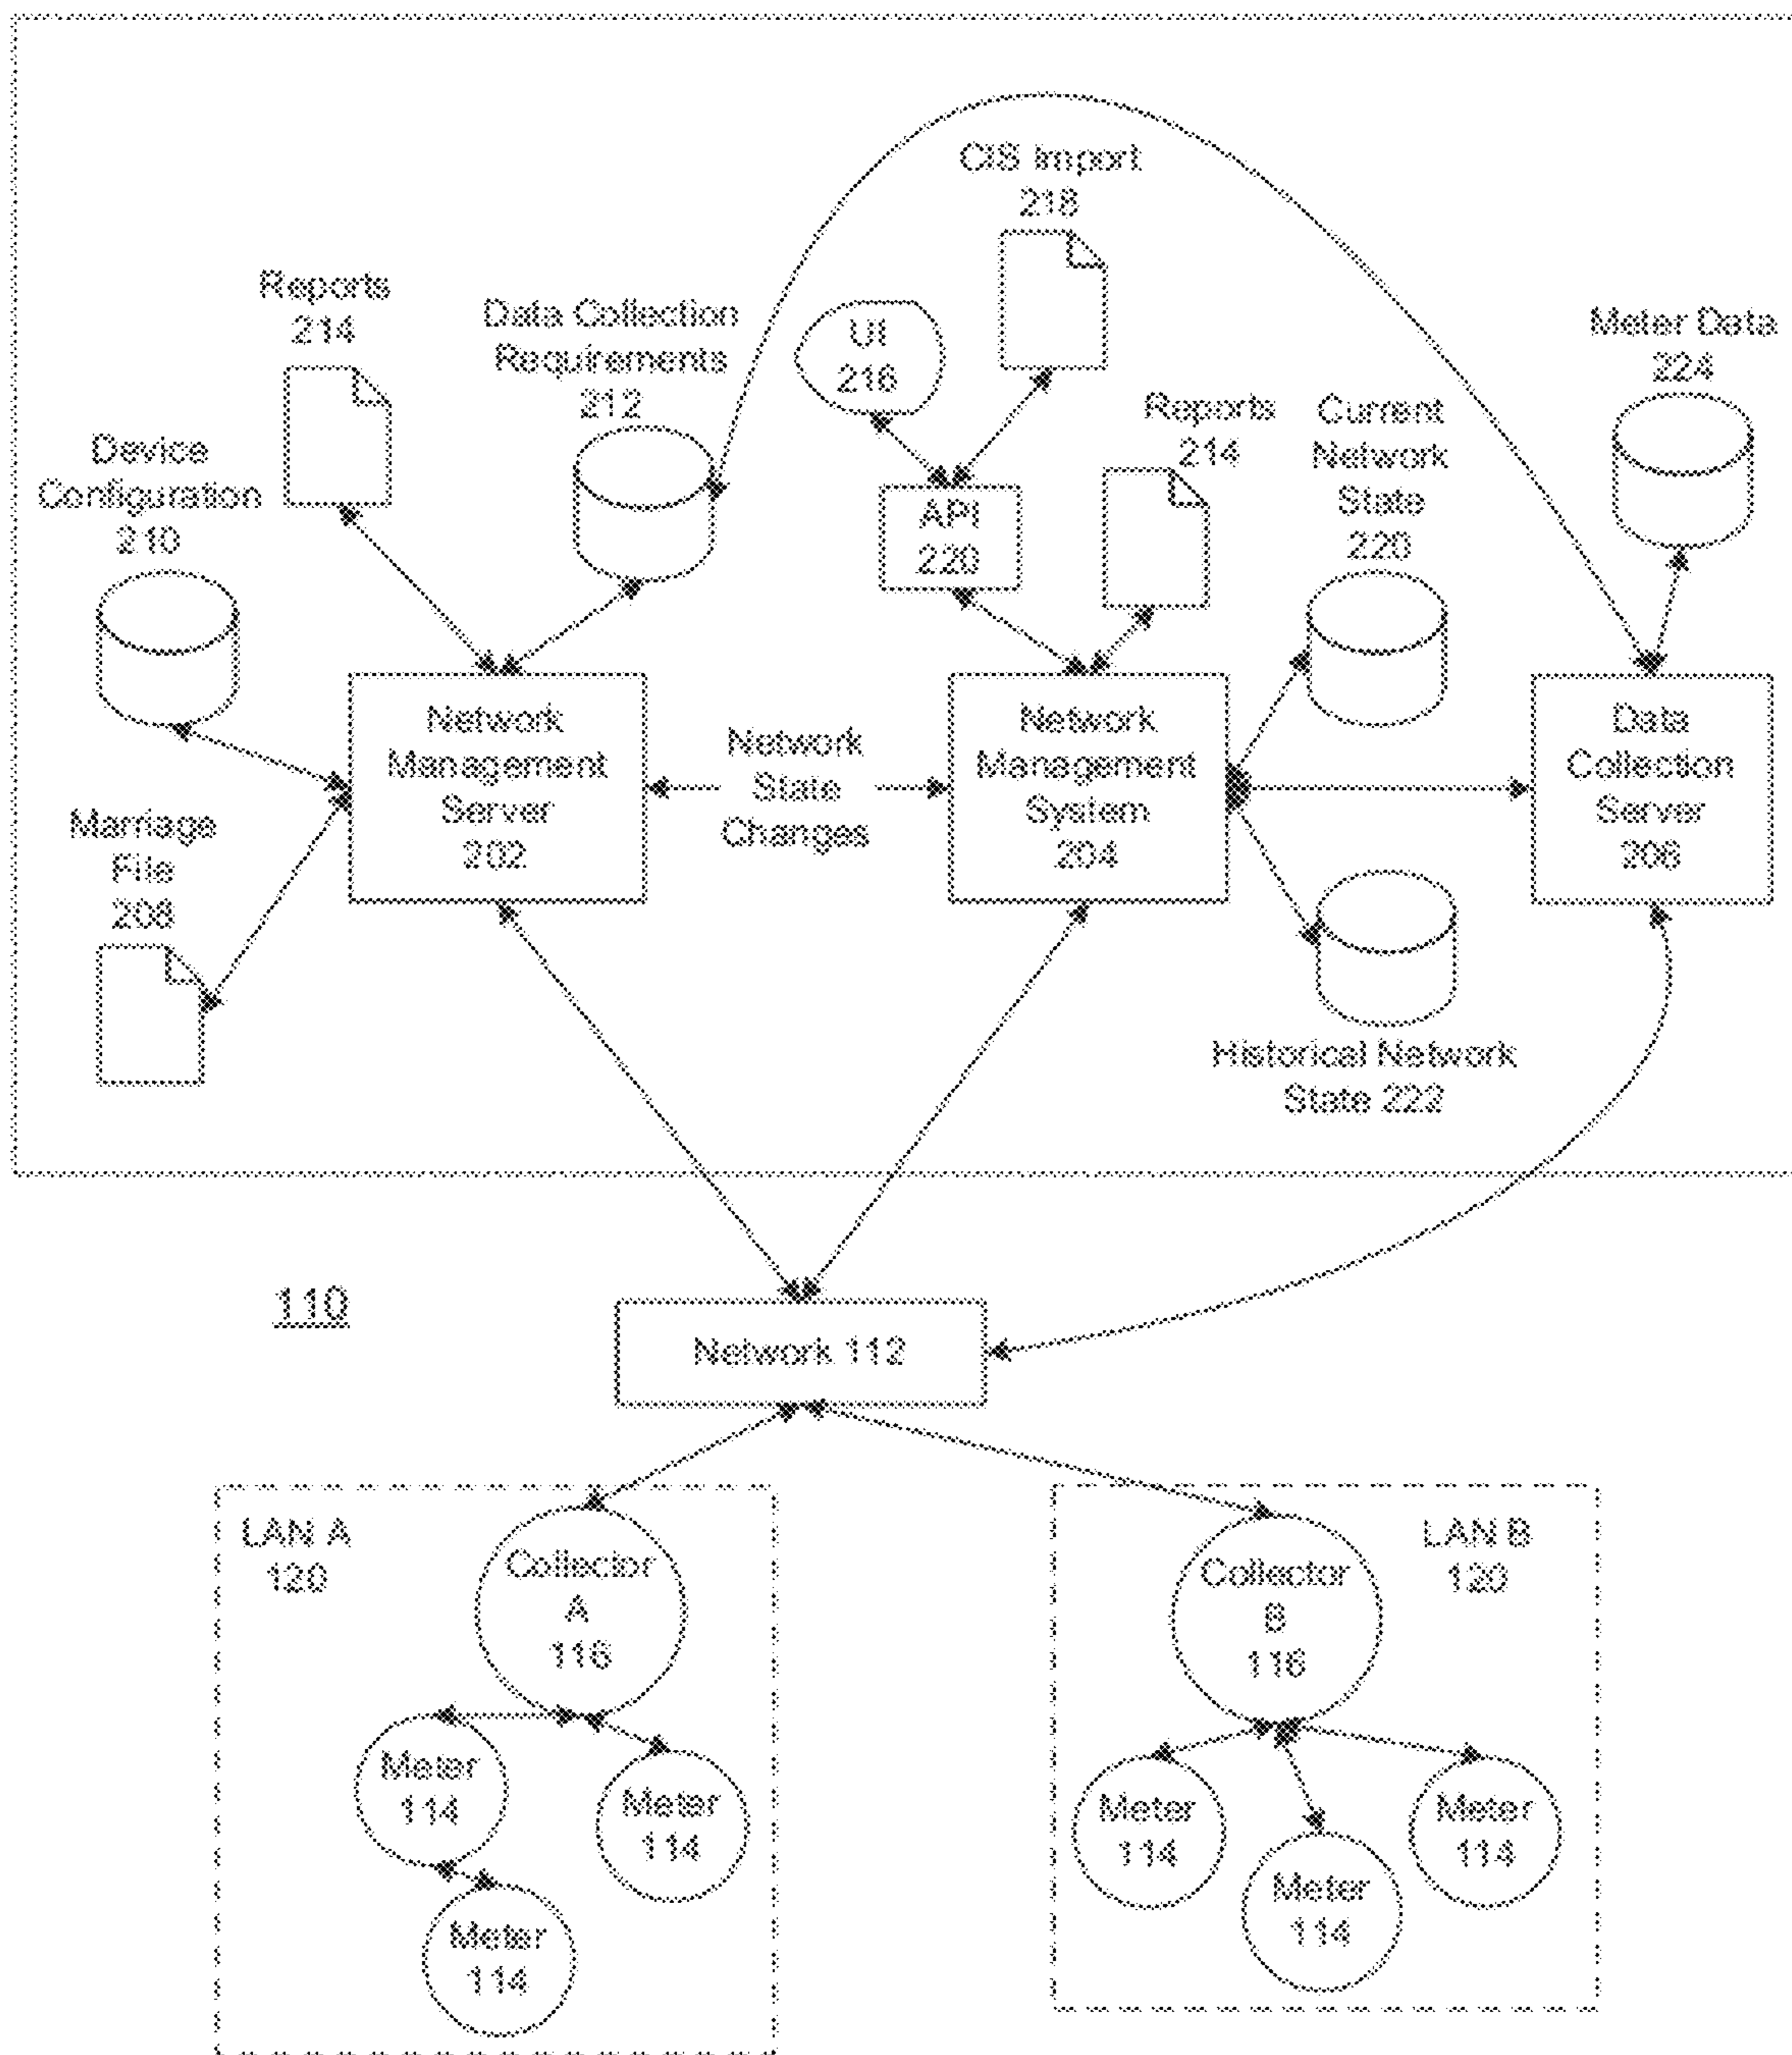 CIS Import
218
Reports
214
Data Collection
Requirements
212
UI
216
Meter Data
224
Device
Configuration
210
API
220
Reports
214
Current
Network
State
220
Network
Management
Server
202
Network
State
Changes
Network
Management
System
204
Data
Collection
Server
206
Marriage
File
208
Historical Network
State 222
110
Network 112
LAN A
120
Collector
A
116
Meter
114
Meter
114
Meter
114
LAN B
120
Collector
B
116
Meter
114
Meter
114
Meter
114